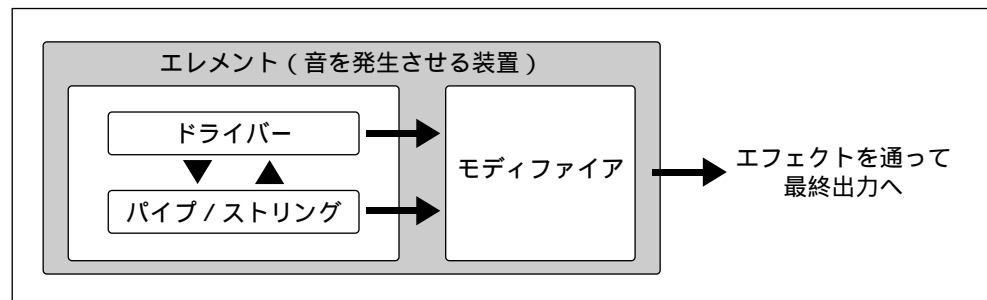 エレメント（音を発生させる装置）
ドライバー
パイプ / ストリング
モディファイア
エフェクトを通って
最終出力へ